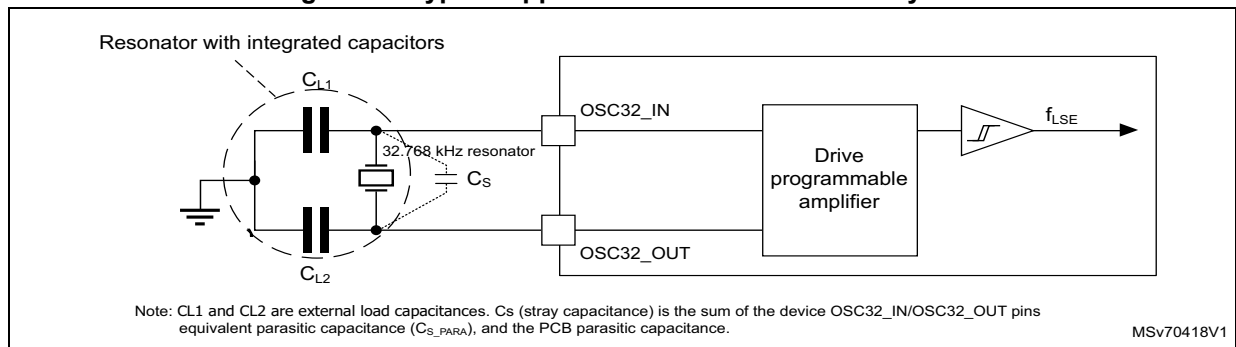 Resonator with integrated capacitors
CL1
OSC32_IN
fLSE
32.768 kHz resonator
CS
Drive
programmable
amplifier
OSC32_OUT
CL2
Note: CL1 and CL2 are external load capacitances. Cs (stray capacitance) is the sum of the device OSC32_IN/OSC32_OUT pins
equivalent parasitic capacitance (CS_PARA), and the PCB parasitic capacitance.
MSv70418V1